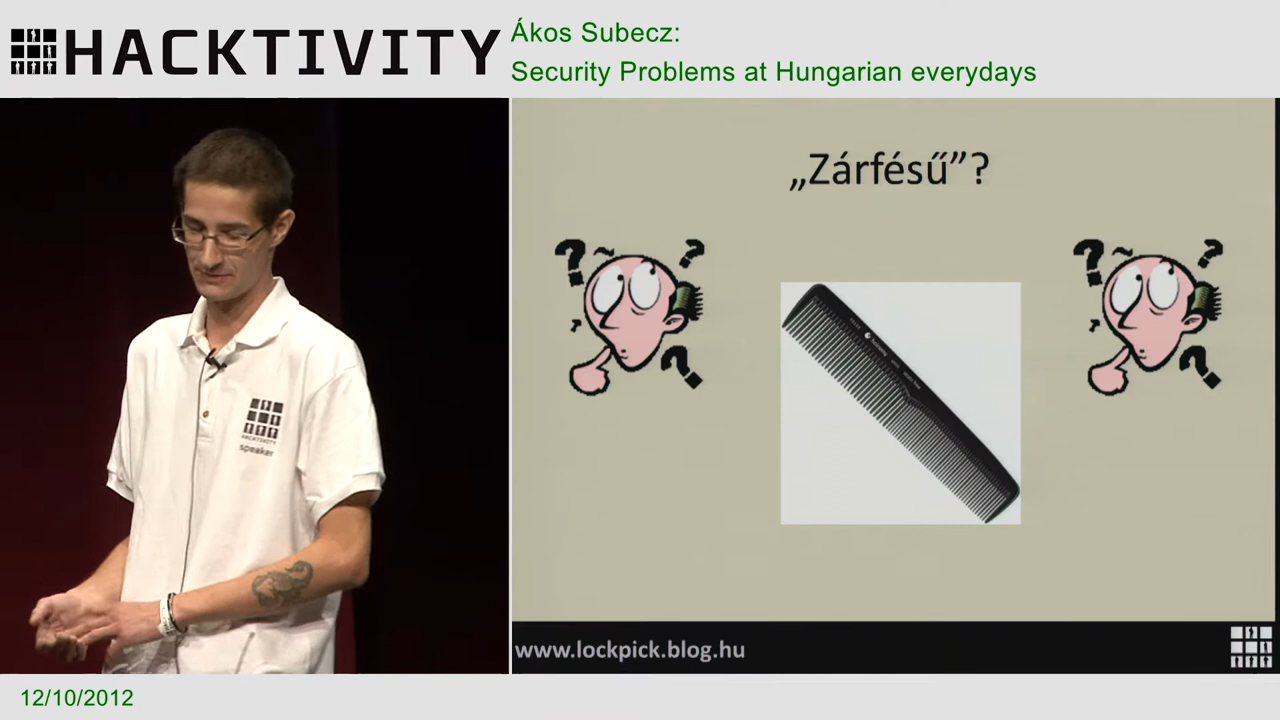 HACKTIVITY
Ákos Subecz:
Security Problems at Hungarian everydays
„Zárfésű”?
HACKTIVITY
speaker
www.lockpick.blog.hu
12/10/2012